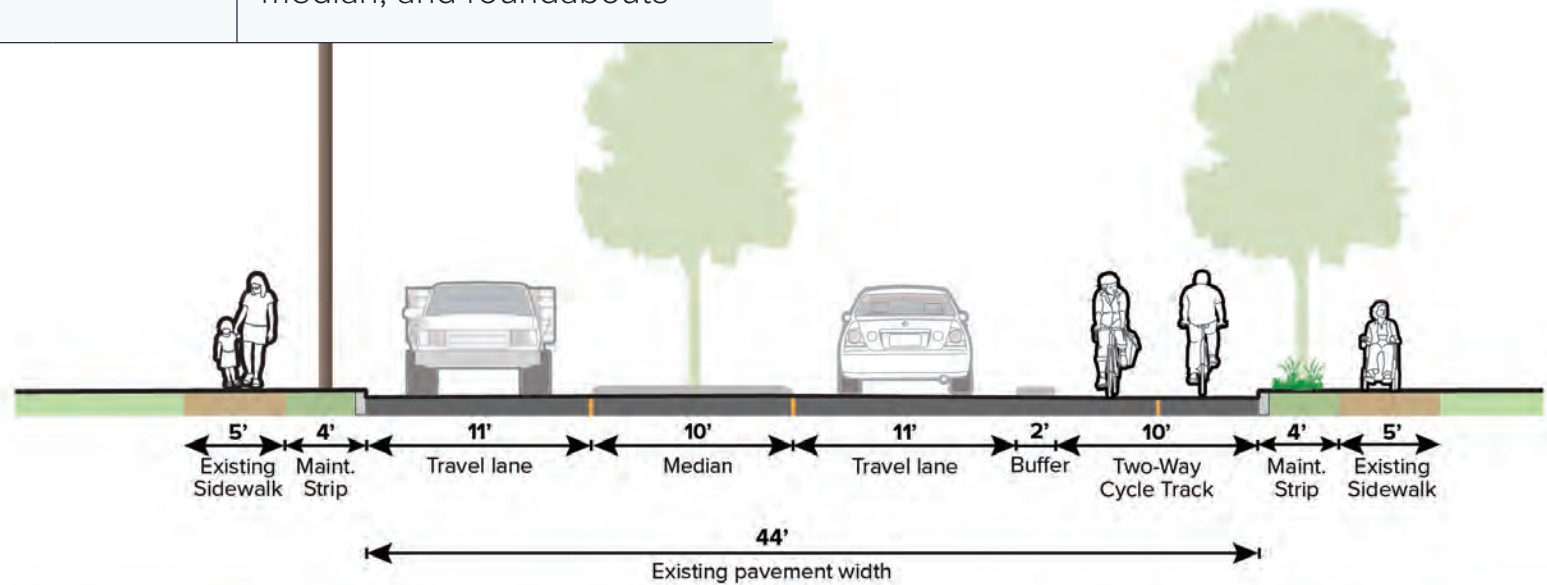 median, and roundabouts
5’ 4’ 11’ 10’ 11’ 2’ 10’ 4’ 5’
Existing Sidewalk
Maint. Strip
Travel lane
Median
Travel lane
Buffer
Two-Way Cycle Track
Maint. Strip
Existing Sidewalk
44’
Existing pavement width